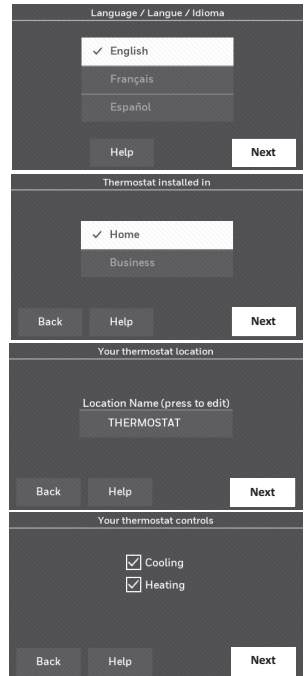 Language / Langue / Idioma
✓ English
Français
Español
Help Next
Thermostat installed in
✓ Home
Business
Back Help Next
Your thermostat location
Location Name (press to edit)
THERMOSTAT
Back Help Next
Your thermostat controls
Cooling
Heating
Back Help Next